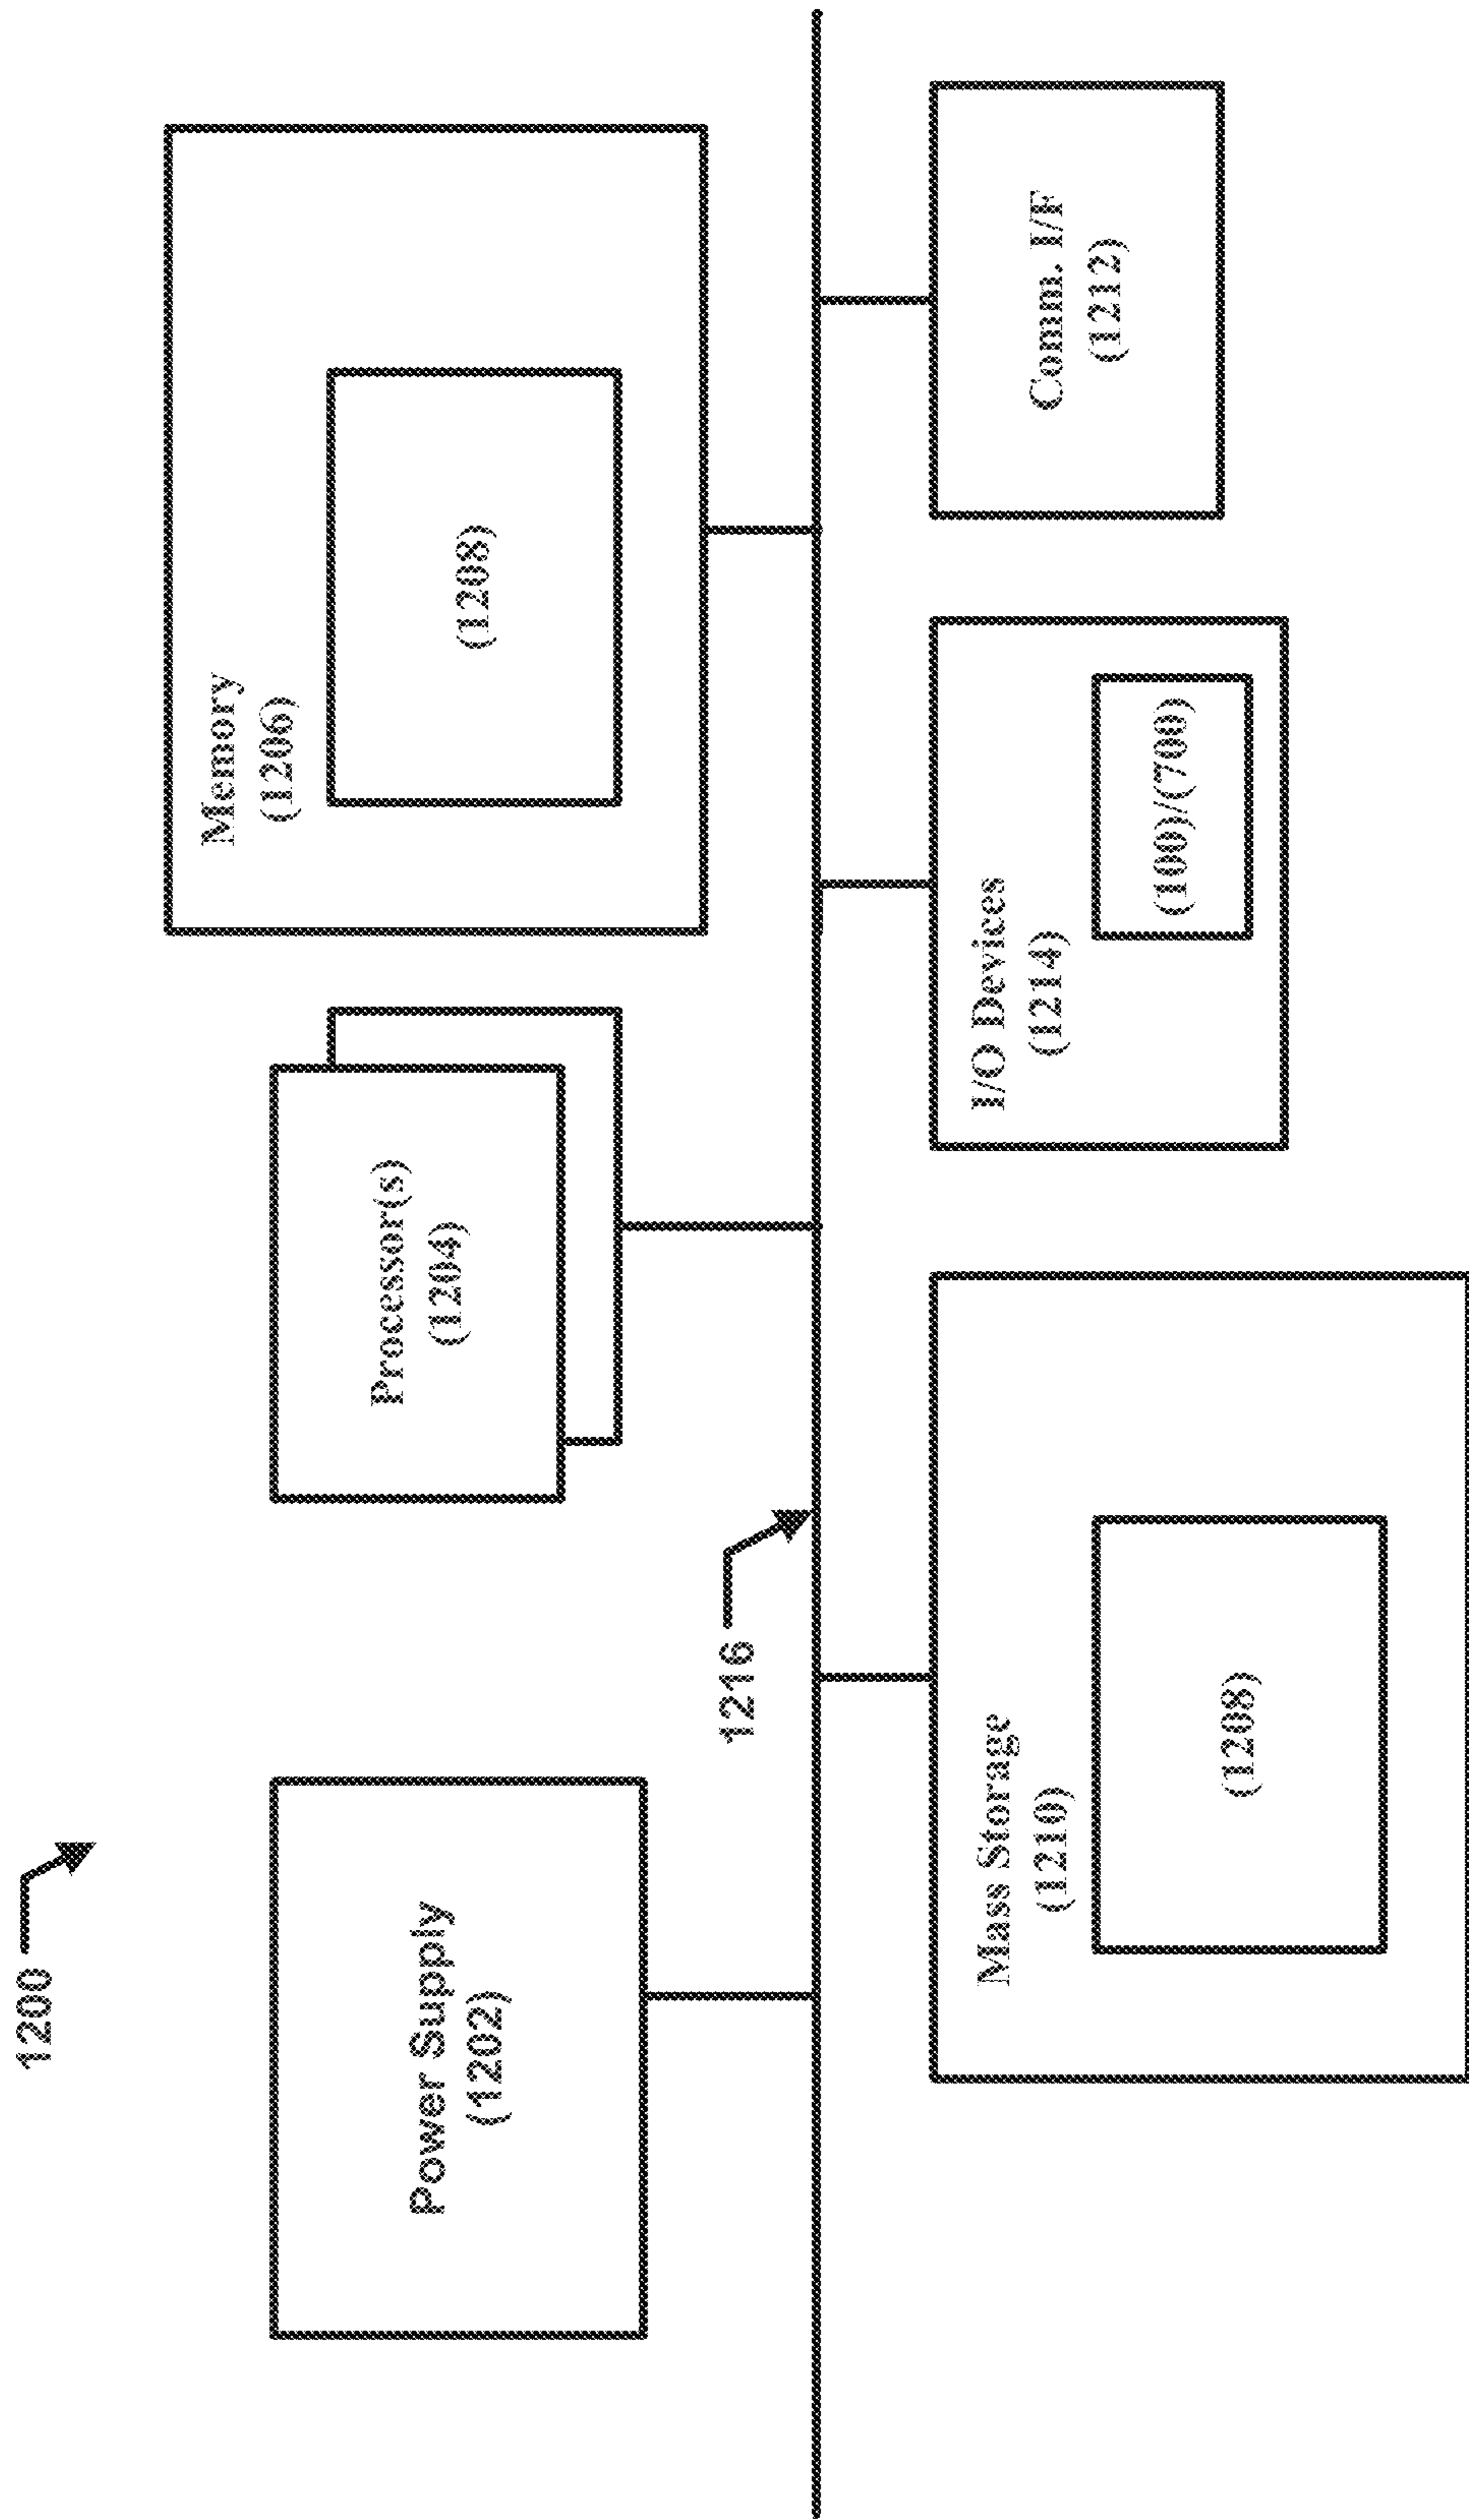 1200
Power Supply
(1202)
Processor(s)
(1204)
Memory
(1206)
(1208)
1216
Mass Storage
(1210)
(1208)
I/O Devices
(1214)
(100)/(700)
Comm. I/F
(1212)